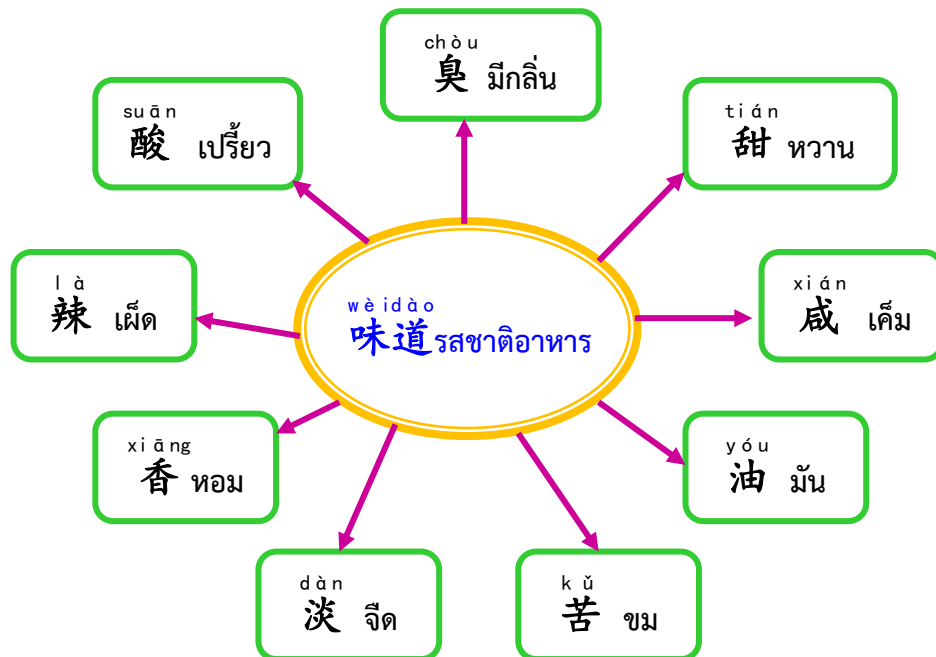 chòu
臭 มีกลิ่น
suān
酸 เปรี้ยว
tián
甜 หวาน
là
辣 เผ็ด
wèidào
味道รสชาติอาหาร
xián
咸 เค็ม
xiāng
香 หอม
yóu
油 มัน
dàn
淡 จืด
kǔ
苦 ขม